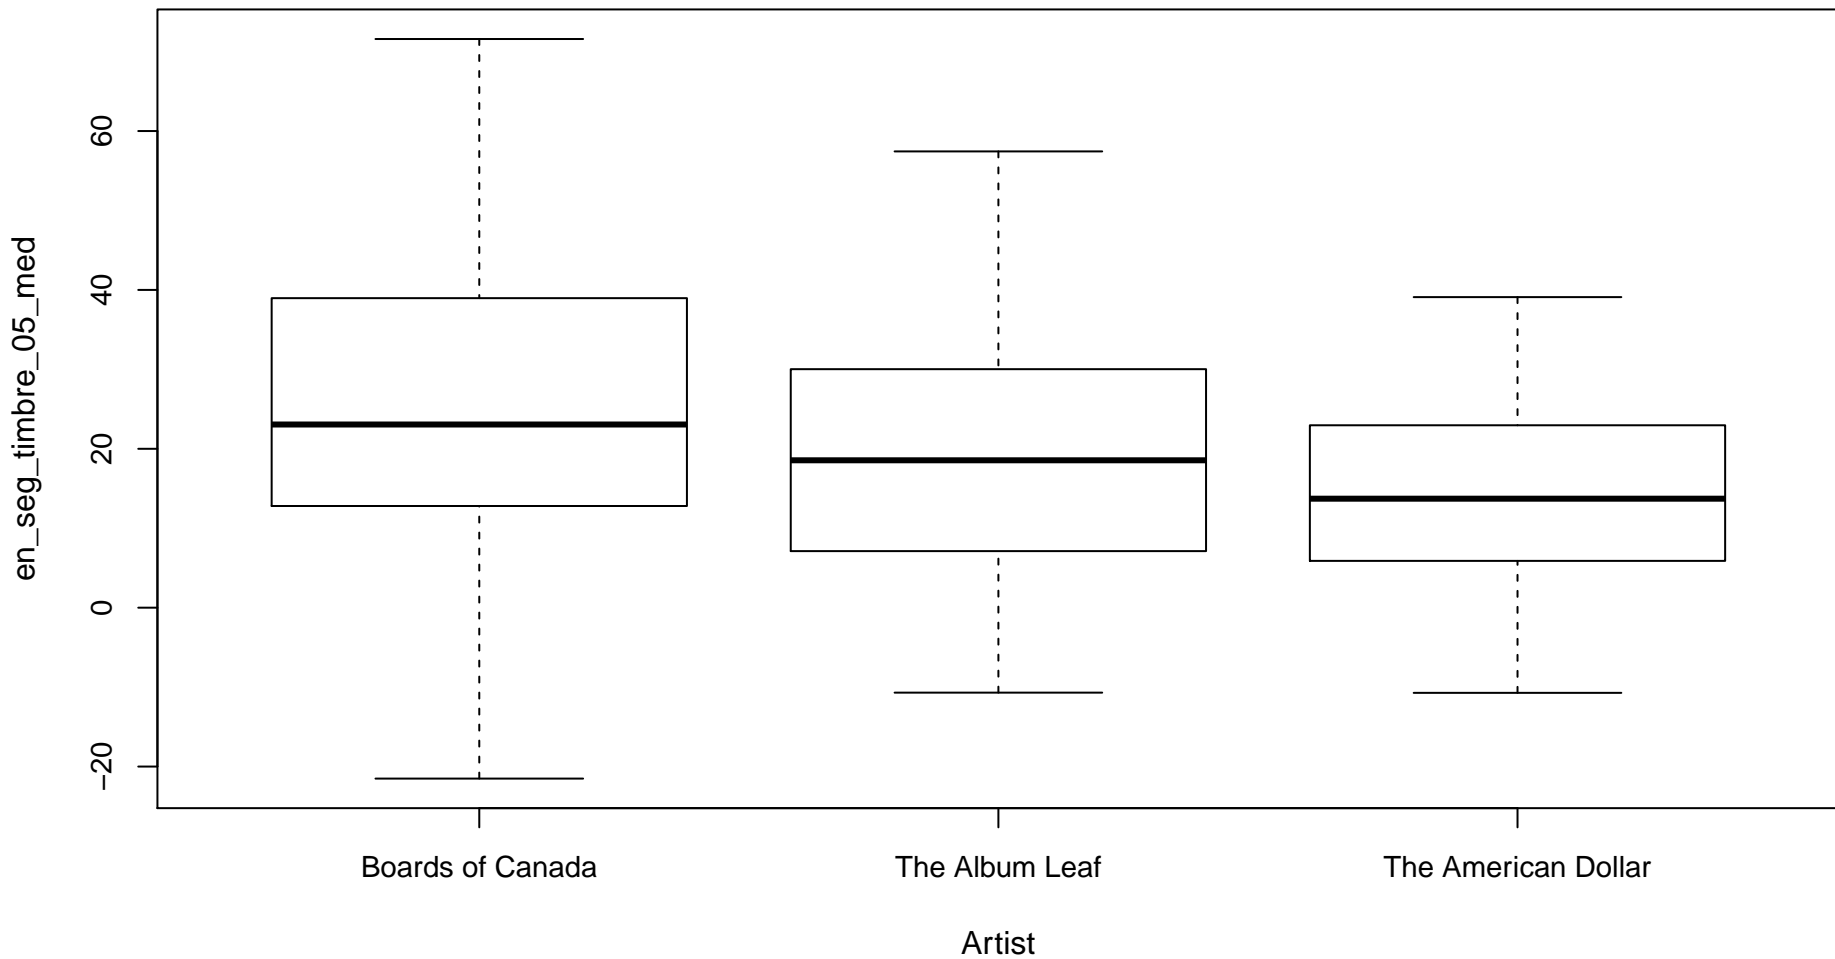 en_seg_timbre_05_med
60
40
20
0
−20
Boards of Canada
The Album Leaf
The American Dollar
Artist